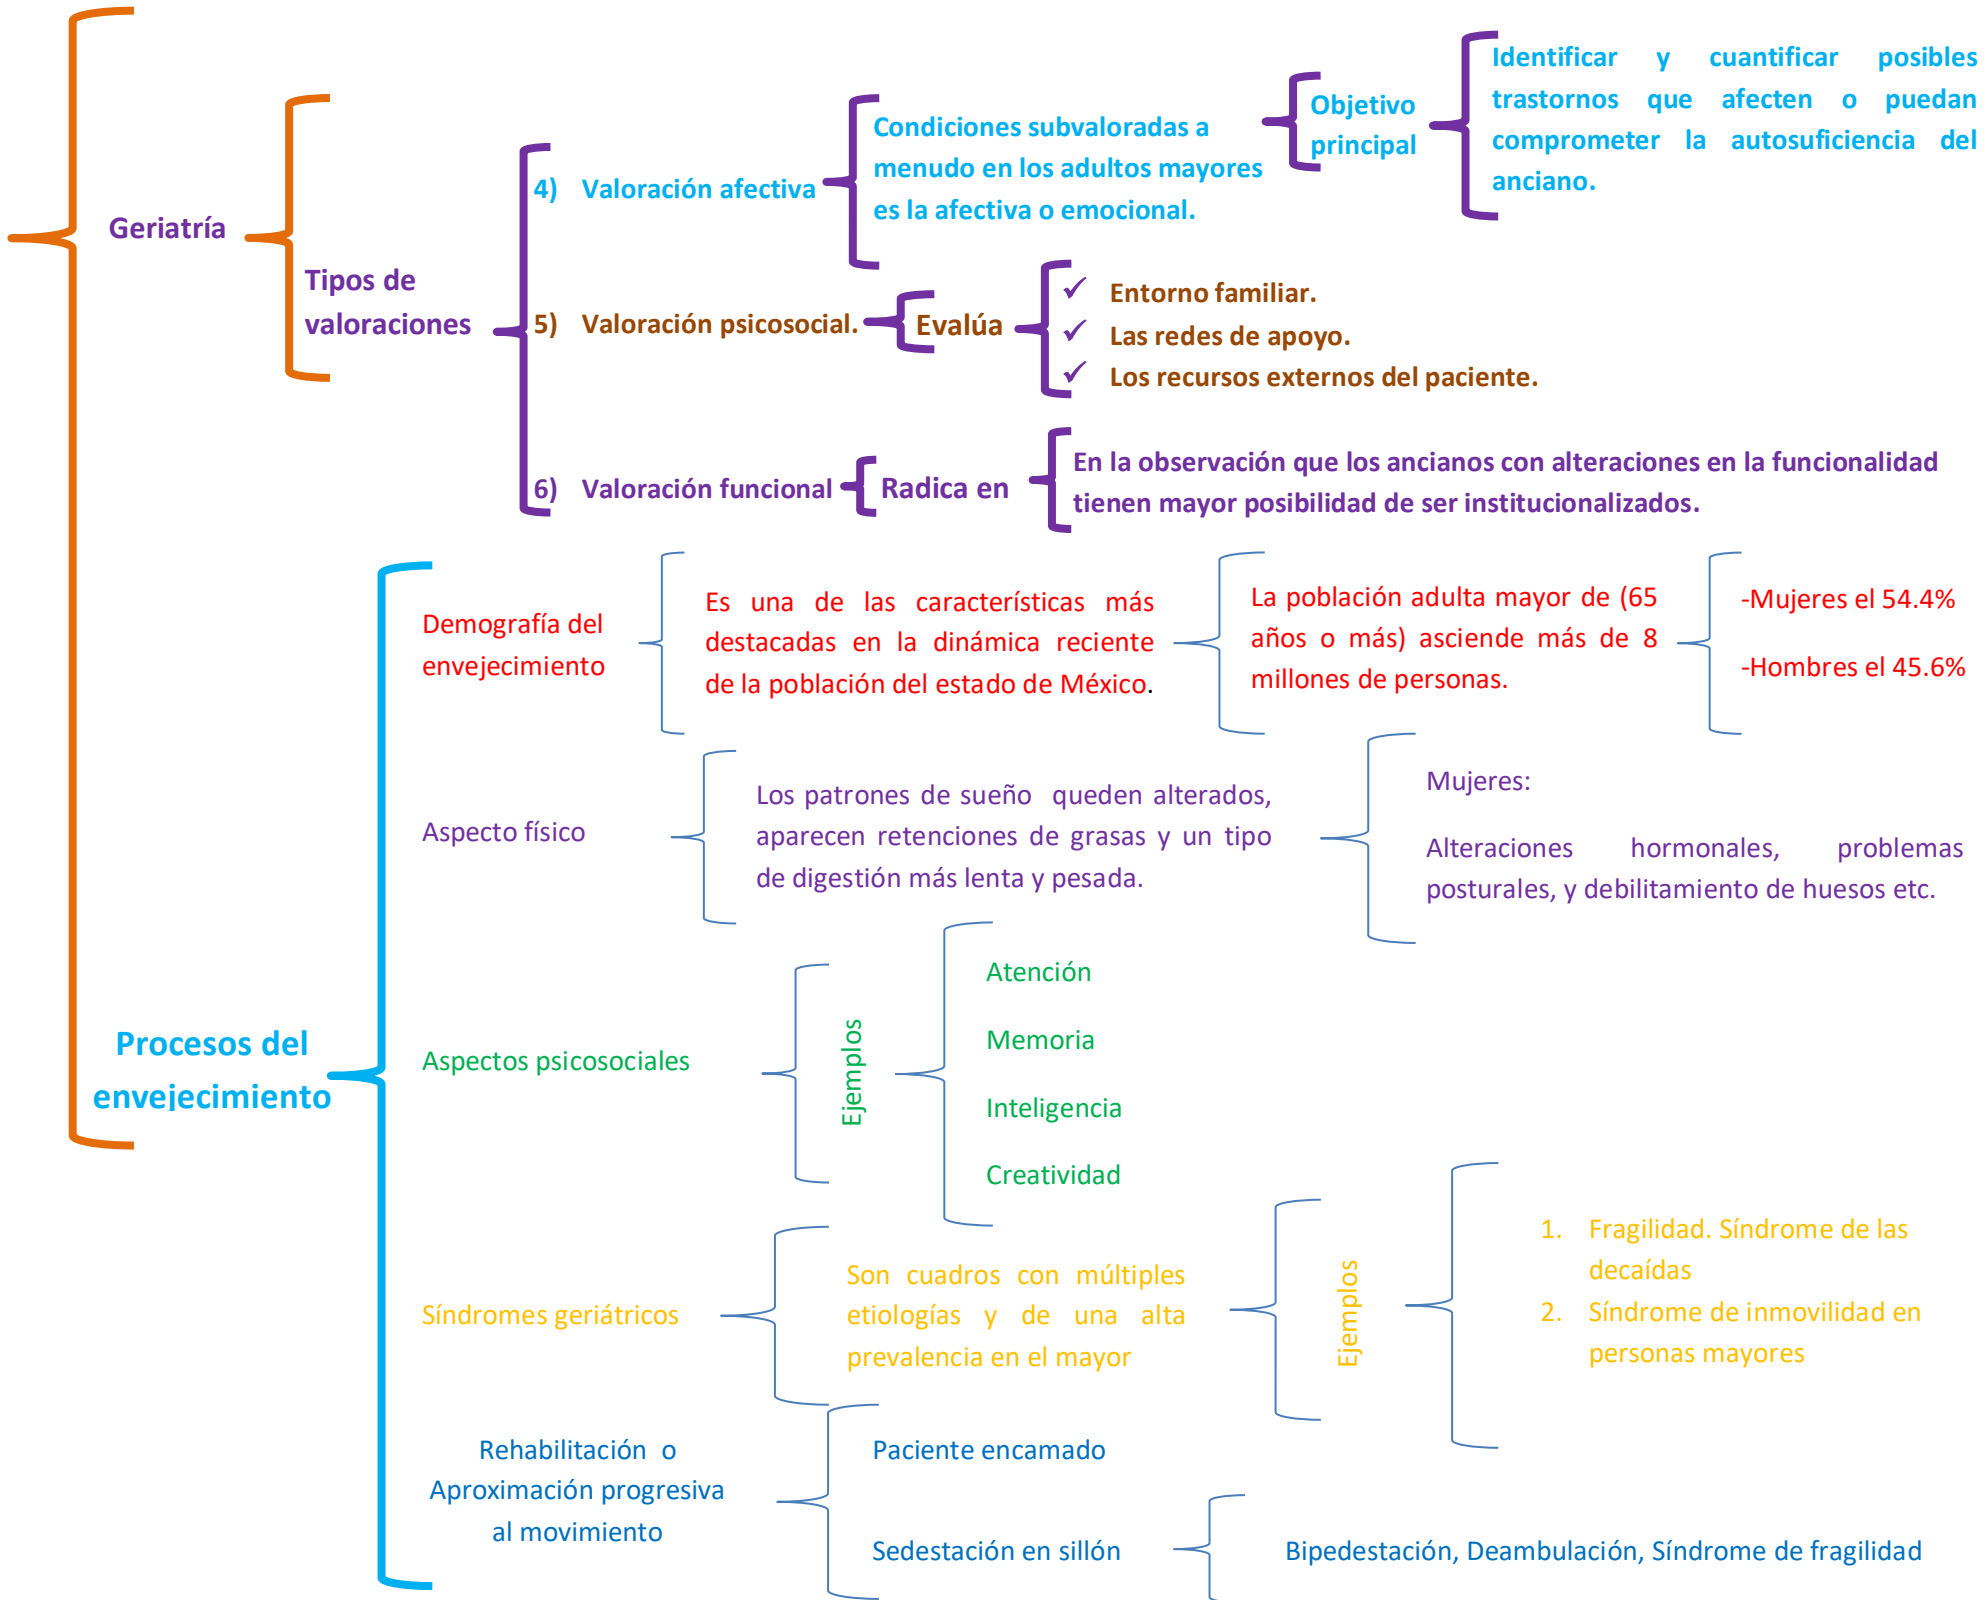 Geriatría
Tipos de
valoraciones
4) Valoración afectiva
Condiciones subvaloradas a
menudo en los adultos mayores
es la afectiva o emocional.
Objetivo
principal
Identificar y cuantificar posibles
trastornos que afecten o puedan
comprometer la autosuficiencia del
anciano.
5) Valoración psicosocial.
Evalúa
✓ Entorno familiar.
✓ Las redes de apoyo.
✓ Los recursos externos del paciente.
6) Valoración funcional
Radica en
En la observación que los ancianos con alteraciones en la funcionalidad
tienen mayor posibilidad de ser institucionalizados.
Procesos del
envejecimiento
Demografía del
envejecimiento
Es una de las características más
destacadas en la dinámica reciente
de la población del estado de México.
La población adulta mayor de (65
años o más) asciende más de 8
millones de personas.
-Mujeres el 54.4%
-Hombres el 45.6%
Aspecto físico
Los patrones de sueño queden alterados,
aparecen retenciones de grasas y un tipo
de digestión más lenta y pesada.
Mujeres:
Alteraciones hormonales, problemas
posturales, y debilitamiento de huesos etc.
Aspectos psicosociales
Ejemplos
Atención
Memoria
Inteligencia
Creatividad
Síndromes geriátricos
Son cuadros con múltiples
etiologías y de una alta
prevalencia en el mayor
Ejemplos
1. Fragilidad. Síndrome de las
decaídas
2. Síndrome de inmovilidad en
personas mayores
Rehabilitación o
Aproximación progresiva
al movimiento
Paciente encamado
Sedestación en sillón
Bipedestación, Deambulación, Síndrome de fragilidad